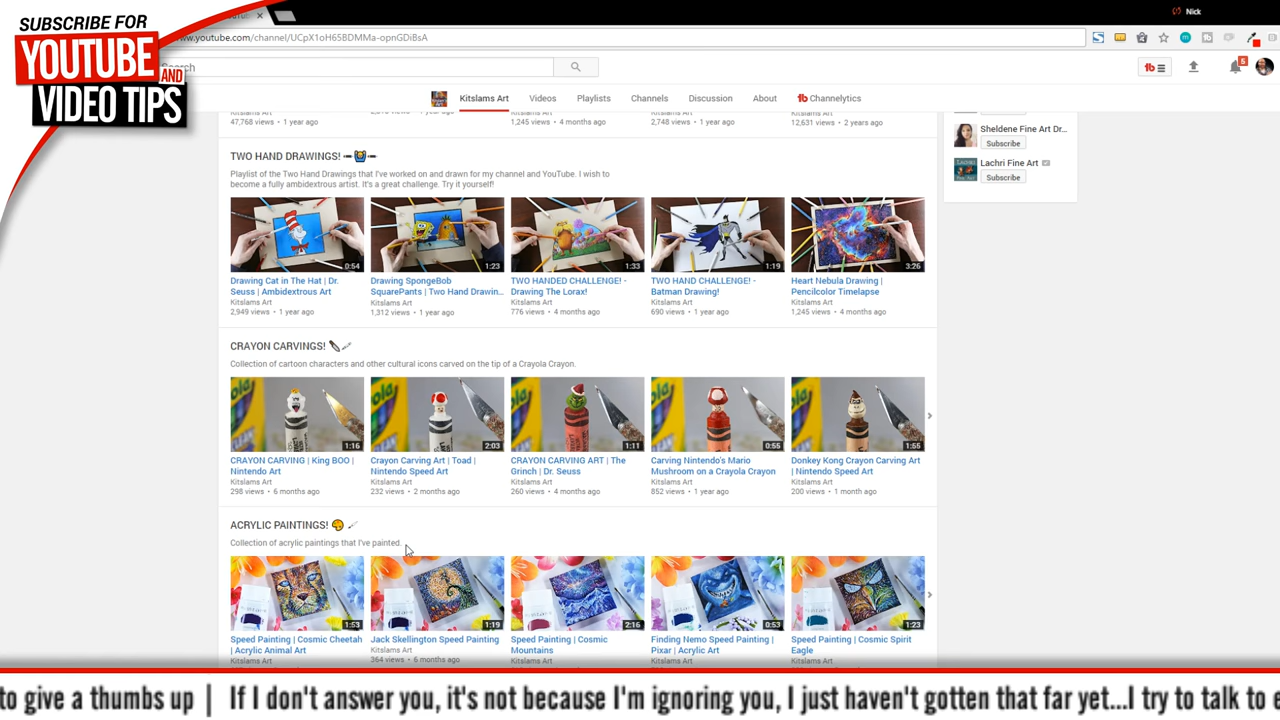 SUBSCRIBE FOR
YOUTUBE
AND
VIDEO TIPS
Nick
www.youtube.com/channel/UCpX1oH65BDMMa-opnGDiBsA
Search
5
Kitslams Art Videos Playlists Channels Discussion About Channelytics
47,768 views • 1 year ago
1,245 views • 4 months ago
2,748 views • 1 year ago
12,631 views • 2 years ago
Sheldene Fine Art Dr...
Subscribe
Lachri Fine Art
Subscribe
TWO HAND DRAWINGS!
Playlist of the Two Hand Drawings that I've worked on and drawn for my channel and YouTube. I wish to
become a fully ambidextrous artist. It's a great challenge. Try it yourself!
0:54
1:23
1:33
1:19
3:26
Drawing Cat in The Hat | Dr.
Seuss | Ambidextrous Art
Kitslams Art
2,949 views • 1 year ago
Drawing SpongeBob
SquarePants | Two Hand Drawin...
Kitslams Art
1,312 views • 1 year ago
TWO HANDED CHALLENGE! -
Drawing The Lorax!
Kitslams Art
776 views • 4 months ago
TWO HAND CHALLENGE! -
Batman Drawing!
Kitslams Art
690 views • 1 year ago
Heart Nebula Drawing |
Pencilcolor Timelapse
Kitslams Art
1,245 views • 4 months ago
CRAYON CARVINGS!
Collection of cartoon characters and other cultural icons carved on the tip of a Crayola Crayon.
1:16
2:03
1:11
0:55
1:55
CRAYON CARVING | King BOO |
Nintendo Art
Kitslams Art
298 views • 6 months ago
Crayon Carving Art | Toad |
Nintendo Speed Art
Kitslams Art
232 views • 2 months ago
CRAYON CARVING ART | The
Grinch | Dr. Seuss
Kitslams Art
260 views • 4 months ago
Carving Nintendo's Mario
Mushroom on a Crayola Crayon
Kitslams Art
852 views • 1 year ago
Donkey Kong Crayon Carving Art
| Nintendo Speed Art
Kitslams Art
200 views • 1 month ago
ACRYLIC PAINTINGS!
Collection of acrylic paintings that I've painted.
1:53
1:19
2:16
0:53
1:23
Speed Painting | Cosmic Cheetah
| Acrylic Animal Art
Jack Skellington Speed Painting
Kitslams Art
364 views • 6 months ago
Speed Painting | Cosmic
Mountains
Finding Nemo Speed Painting |
Pixar | Acrylic Art
Speed Painting | Cosmic Spirit
Eagle
to give a thumbs up | If I don't answer you, it's not because I'm ignoring you, I just haven't gotten that far yet...I try to talk to e